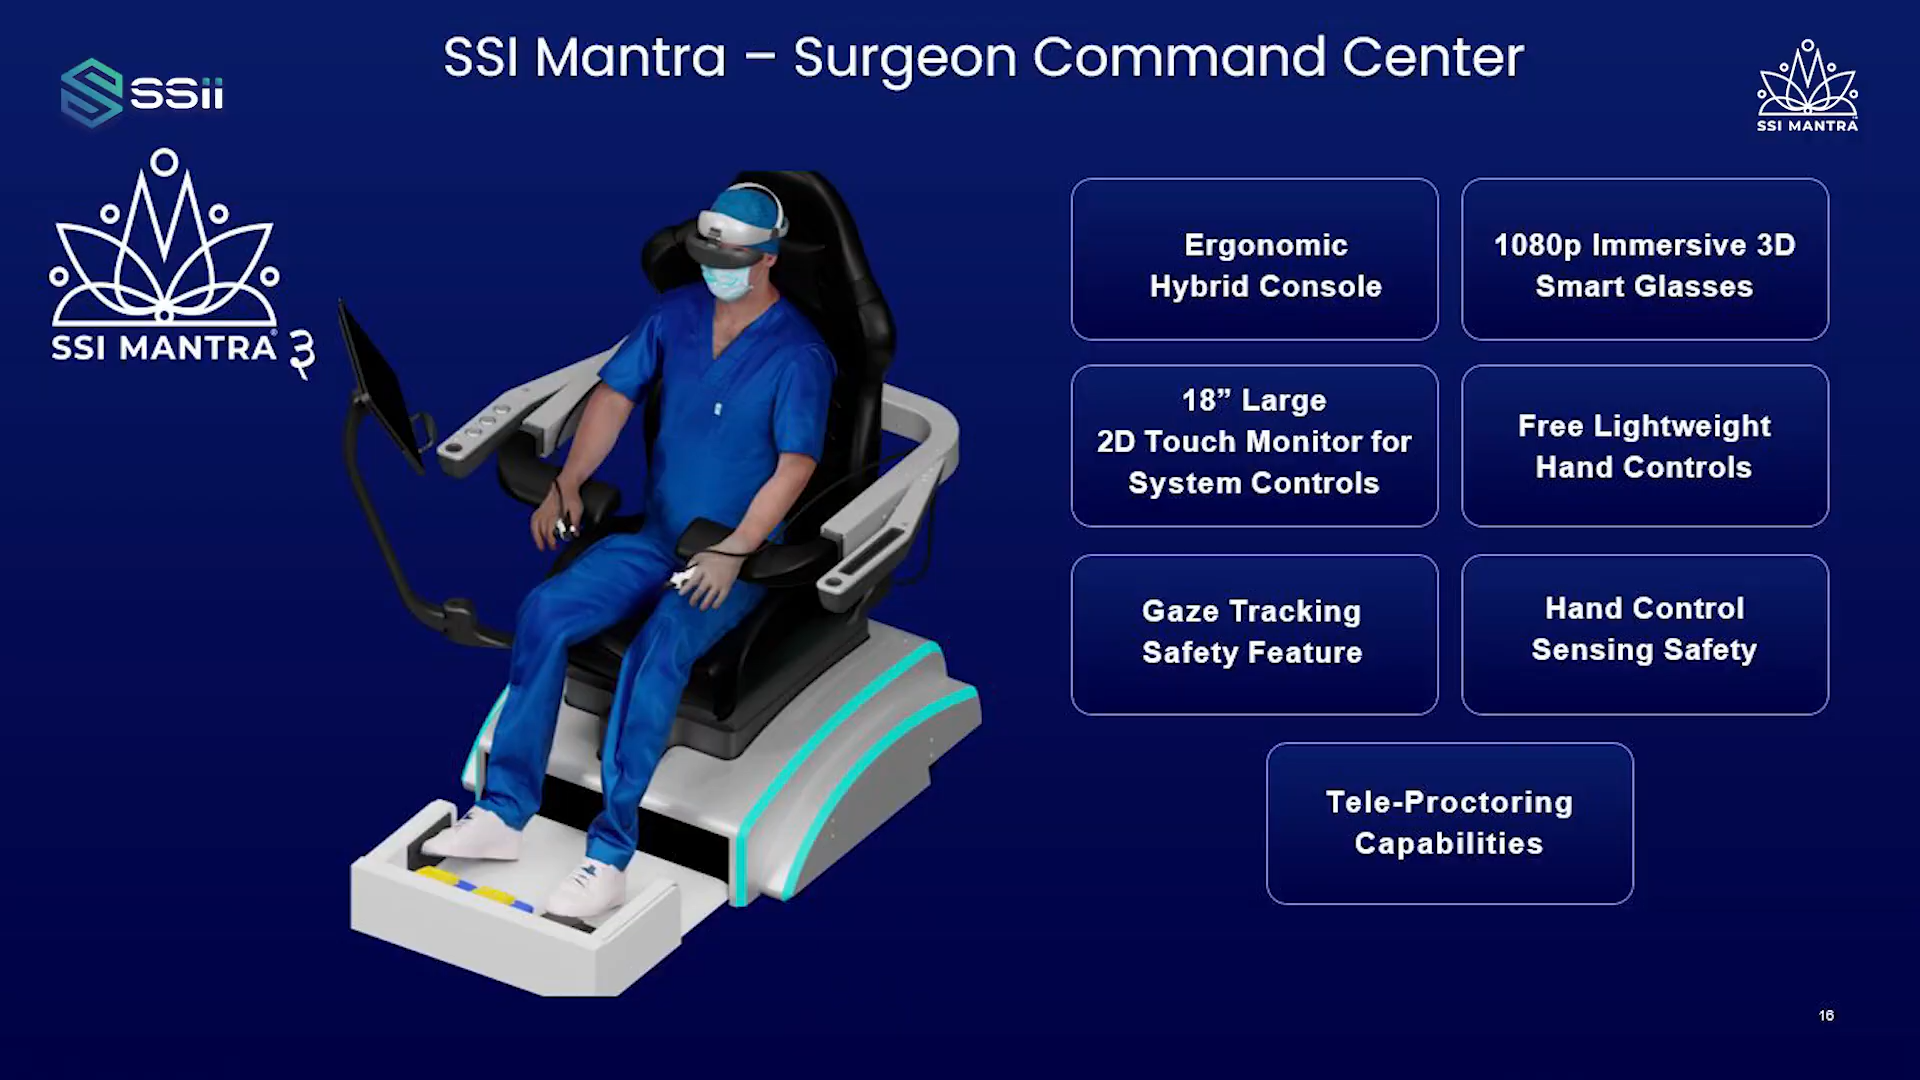 SSI Mantra – Surgeon Command Center
SSii
SSI MANTRA
SSI MANTRA® ३
Ergonomic
Hybrid Console
1080p Immersive 3D
Smart Glasses
18” Large
2D Touch Monitor for
System Controls
Free Lightweight
Hand Controls
Gaze Tracking
Safety Feature
Hand Control
Sensing Safety
Tele-Proctoring
Capabilities
16